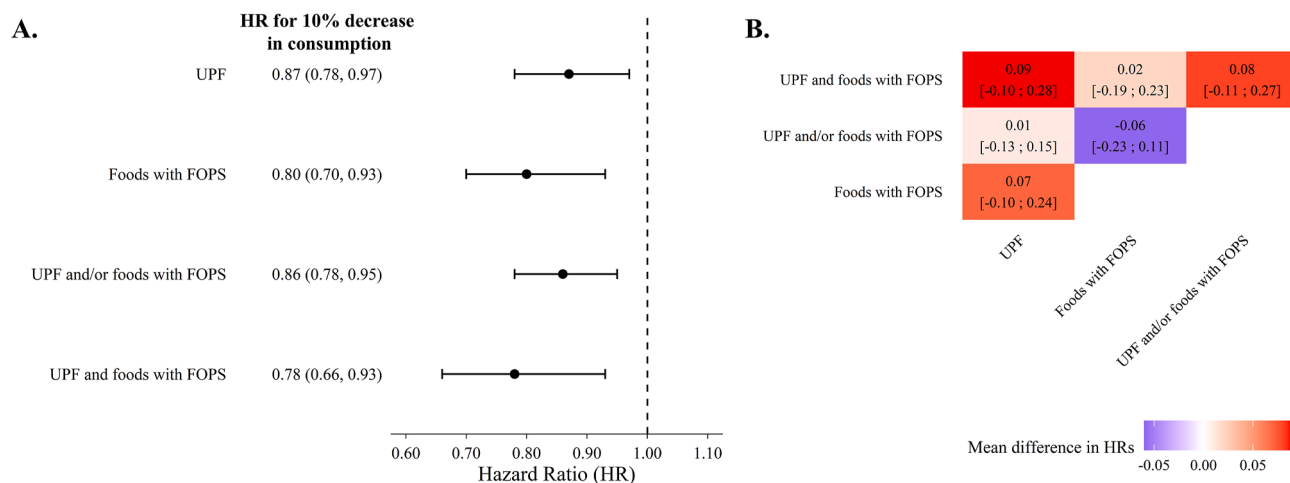 A.
HR for 10% decrease
in consumption
UPF 0.87 (0.78, 0.97)
Foods with FOPS 0.80 (0.70, 0.93)
UPF and/or foods with FOPS 0.86 (0.78, 0.95)
UPF and foods with FOPS 0.78 (0.66, 0.93)
0.60 0.70 0.80 0.90 1.00 1.10
Hazard Ratio (HR)
B.
UPF and foods with FOPS 0.09 0.02 0.08
[-0.10 ; 0.28] [-0.19 ; 0.23] [-0.11 ; 0.27]
UPF and/or foods with FOPS 0.01 -0.06
[-0.13 ; 0.15] [-0.23 ; 0.11]
Foods with FOPS 0.07
[-0.10 ; 0.24]
UPF
Foods with FOPS
UPF and/or foods with FOPS
Mean difference in HRs
-0.05 0.00 0.05